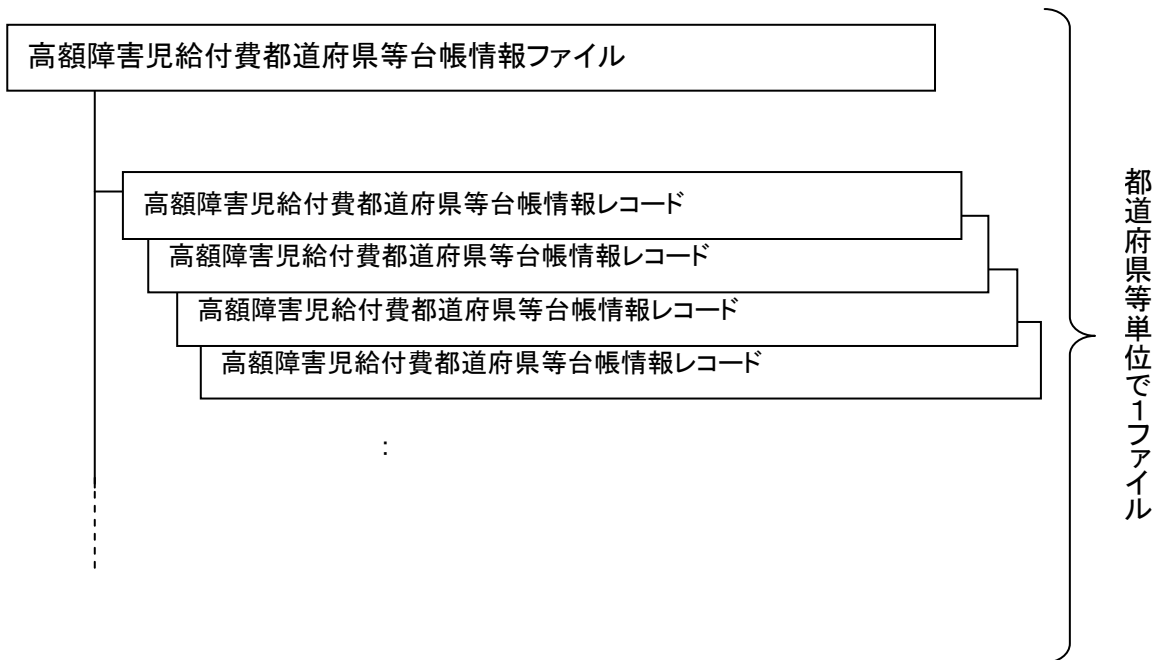 高額障害児給付費都道府県等台帳情報ファイル
高額障害児給付費都道府県等台帳情報レコード
高額障害児給付費都道府県等台帳情報レコード
高額障害児給付費都道府県等台帳情報レコード
高額障害児給付費都道府県等台帳情報レコード
:
都道府県等単位で1ファイル